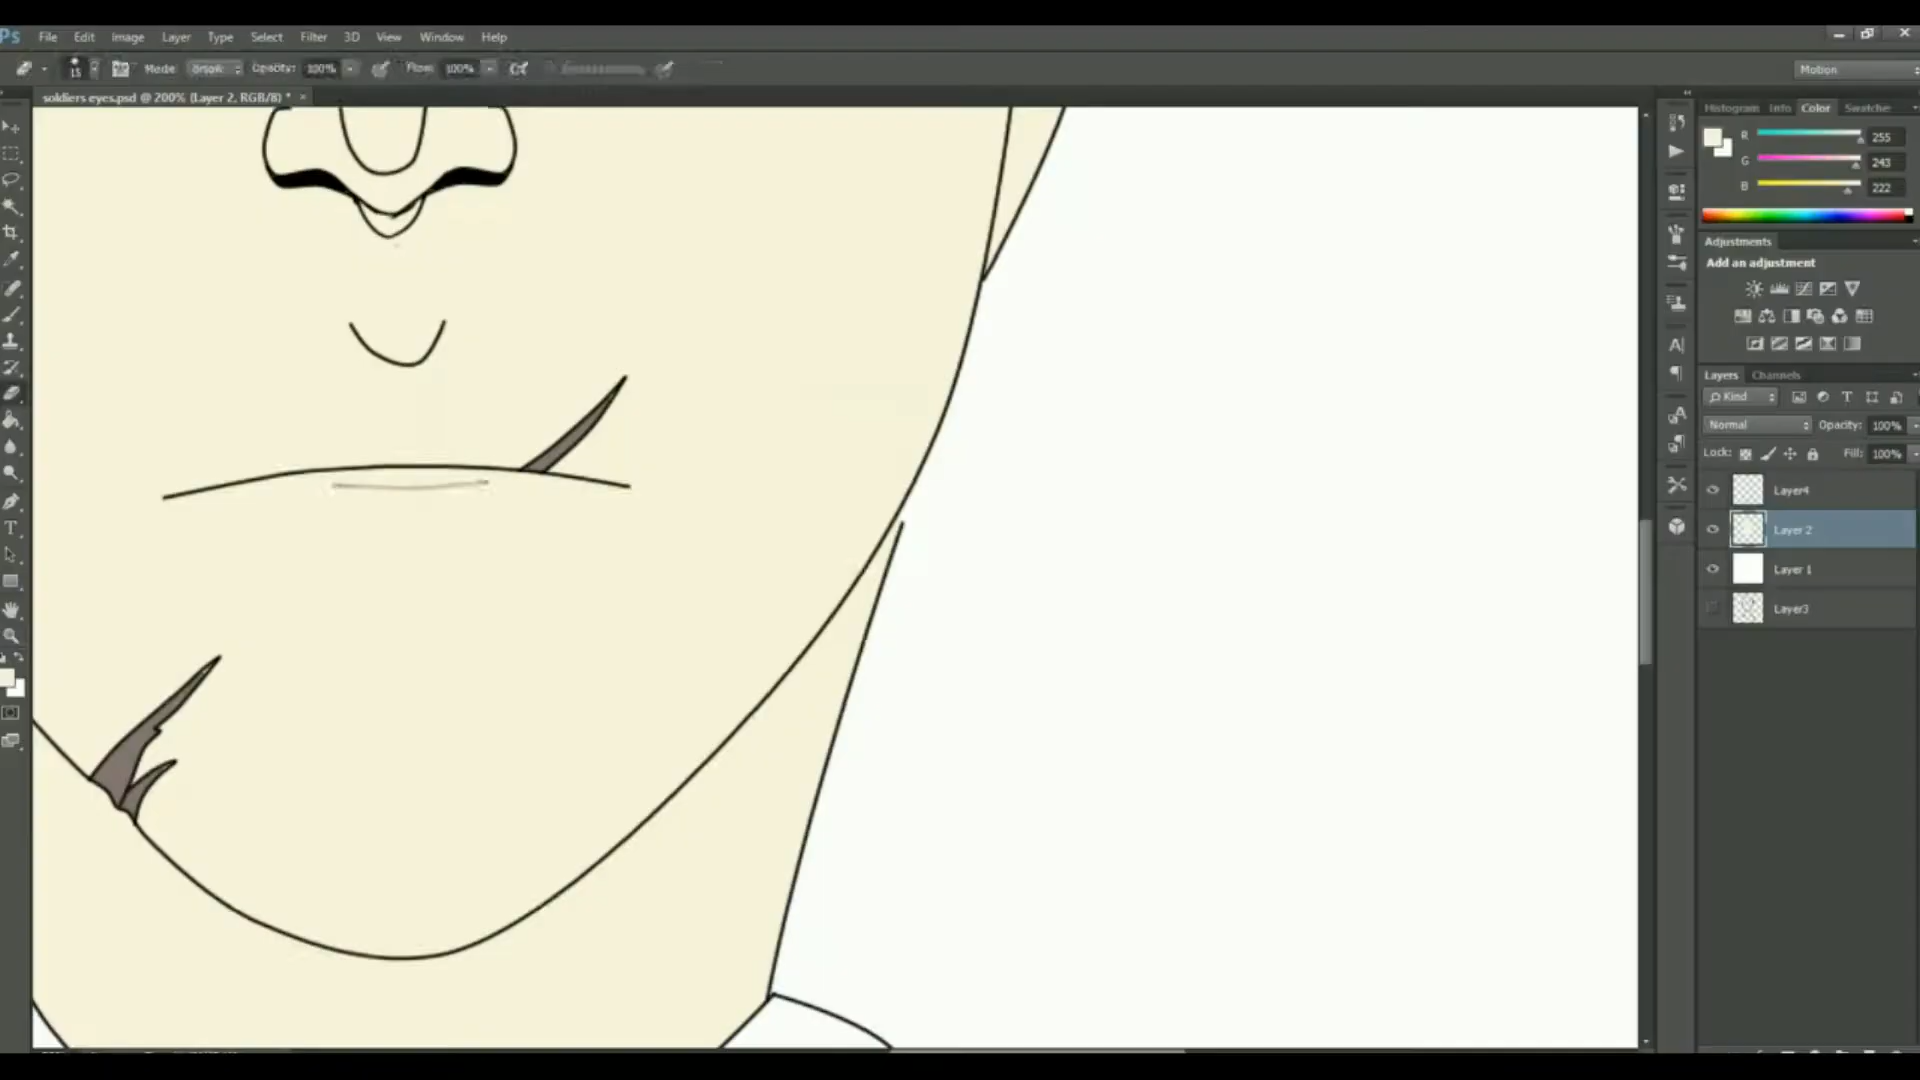 Ps File Edit Image Layer Type Select Filter 3D View Window Help
15 Mode: Brush Opacity: 100% Flow: 100% Motion
soldiers eyes.psd @ 200% (Layer 2, RGB/8) * ×
Histogram Info Color Swatches
R 255
G 243
B 222
Adjustments
Add an adjustment
Layers Channels
Kind
Normal Opacity: 100%
Lock: Fill: 100%
Layer4
Layer 2
Layer 1
Layer3